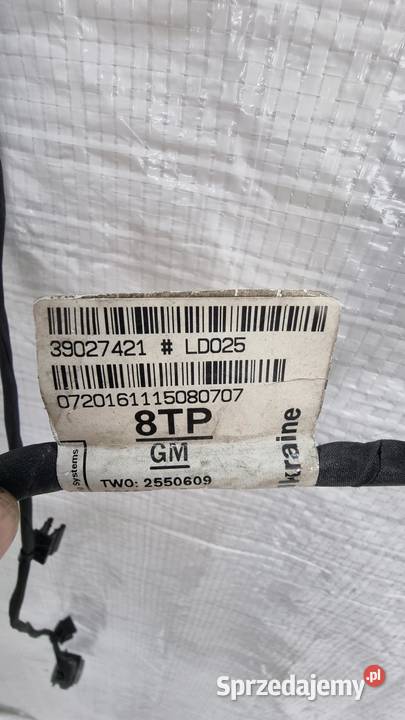 39027421 # LD025
0720161115080707
8TP
GM
TWO: 2550609
Systems
kraine
Sprzedajemy.pl